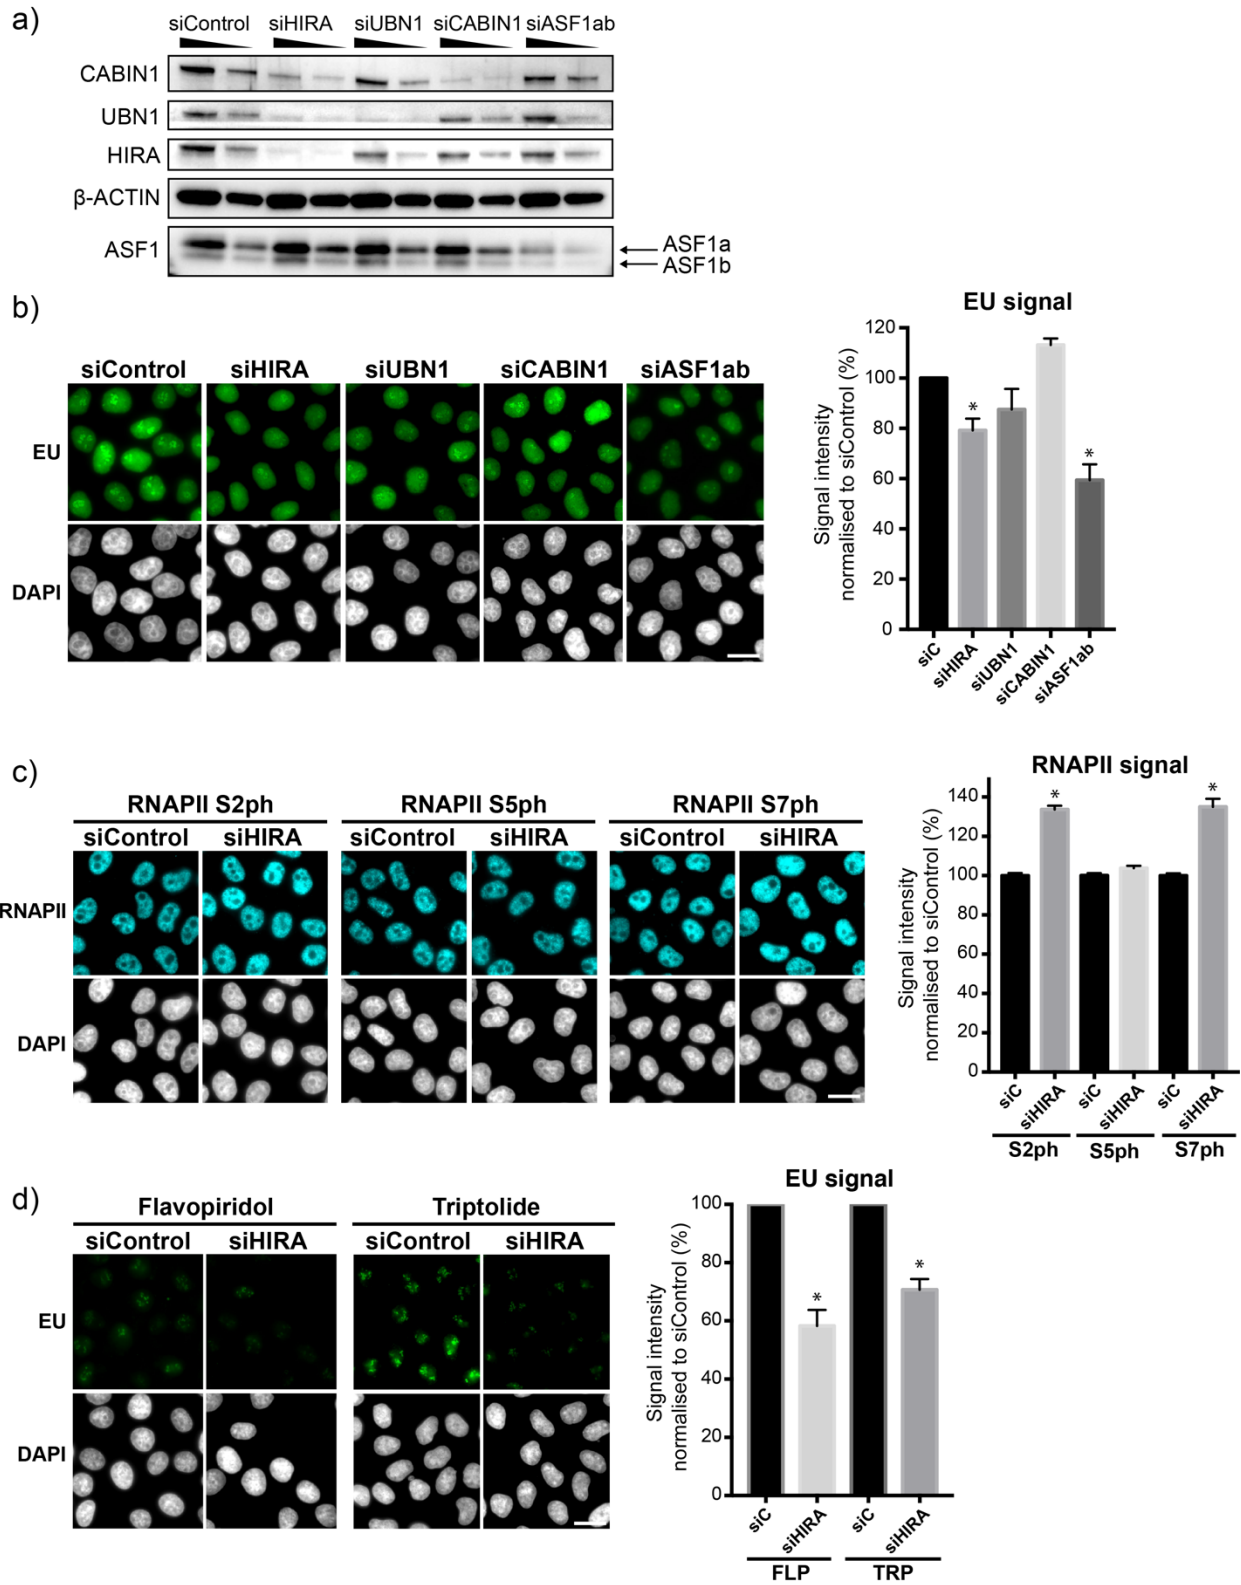 a)
siControl siHIRA siUBN1 siCABIN1 siASF1ab
CABIN1
UBN1
HIRA
β-ACTIN
ASF1
ASF1a
ASF1b
b)
siControl siHIRA siUBN1 siCABIN1 siASF1ab
EU
DAPI
EU signal
Signal intensity
normalised to siControl (%)
120
100
80
60
40
20
0
*
*
siC siHIRA siUBN1 siCABIN1 siASF1ab
c)
RNAPII S2ph RNAPII S5ph RNAPII S7ph
siControl siHIRA siControl siHIRA siControl siHIRA
RNAPII
DAPI
RNAPII signal
Signal intensity
normalised to siControl (%)
140
120
100
80
60
40
20
0
*
*
siC siHIRA siC siHIRA siC siHIRA
S2ph S5ph S7ph
d)
Flavopiridol Triptolide
siControl siHIRA siControl siHIRA
EU
DAPI
EU signal
Signal intensity
normalised to siControl (%)
100
80
60
40
20
0
*
*
siC siHIRA siC siHIRA
FLP TRP